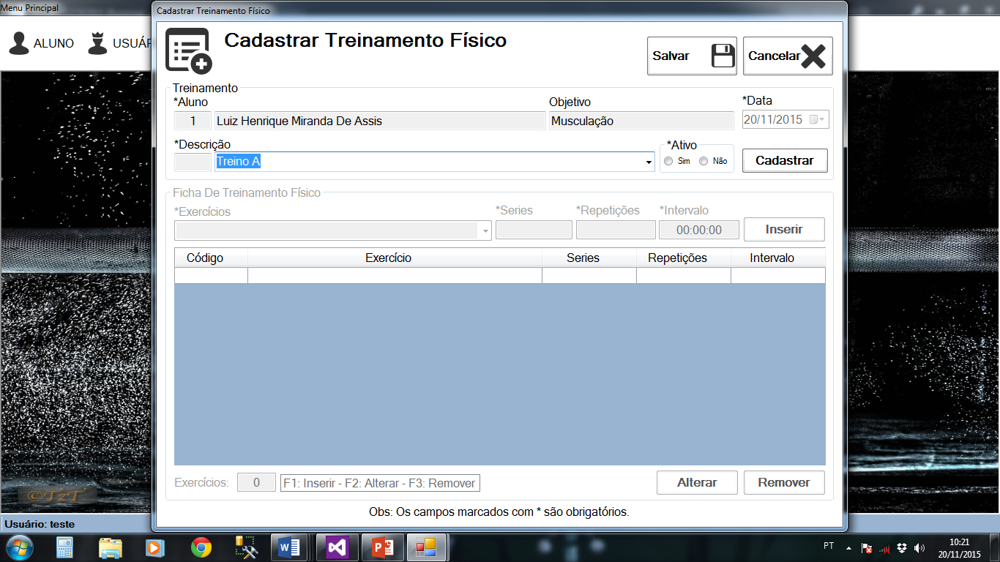 Menu Principal
Cadastrar Treinamento Físico
ALUNO
USUÁR
Cadastrar Treinamento Físico
Salvar
Cancelar
Treinamento
*Aluno
Objetivo
*Data
1
Luiz Henrique Miranda De Assis
Musculação
20/11/2015
*Descrição
*Ativo
Treino A
Sim
Não
Cadastrar
Ficha De Treinamento Físico
*Exercícios
*Series
*Repetições
*Intervalo
00:00:00
Inserir
Código
Exercício
Series
Repetições
Intervalo
Exercícios:
0
F1: Inserir - F2: Alterar - F3: Remover
Alterar
Remover
Obs: Os campos marcados com * são obrigatórios.
©TzT
Usuário: teste
PT
10:21
20/11/2015